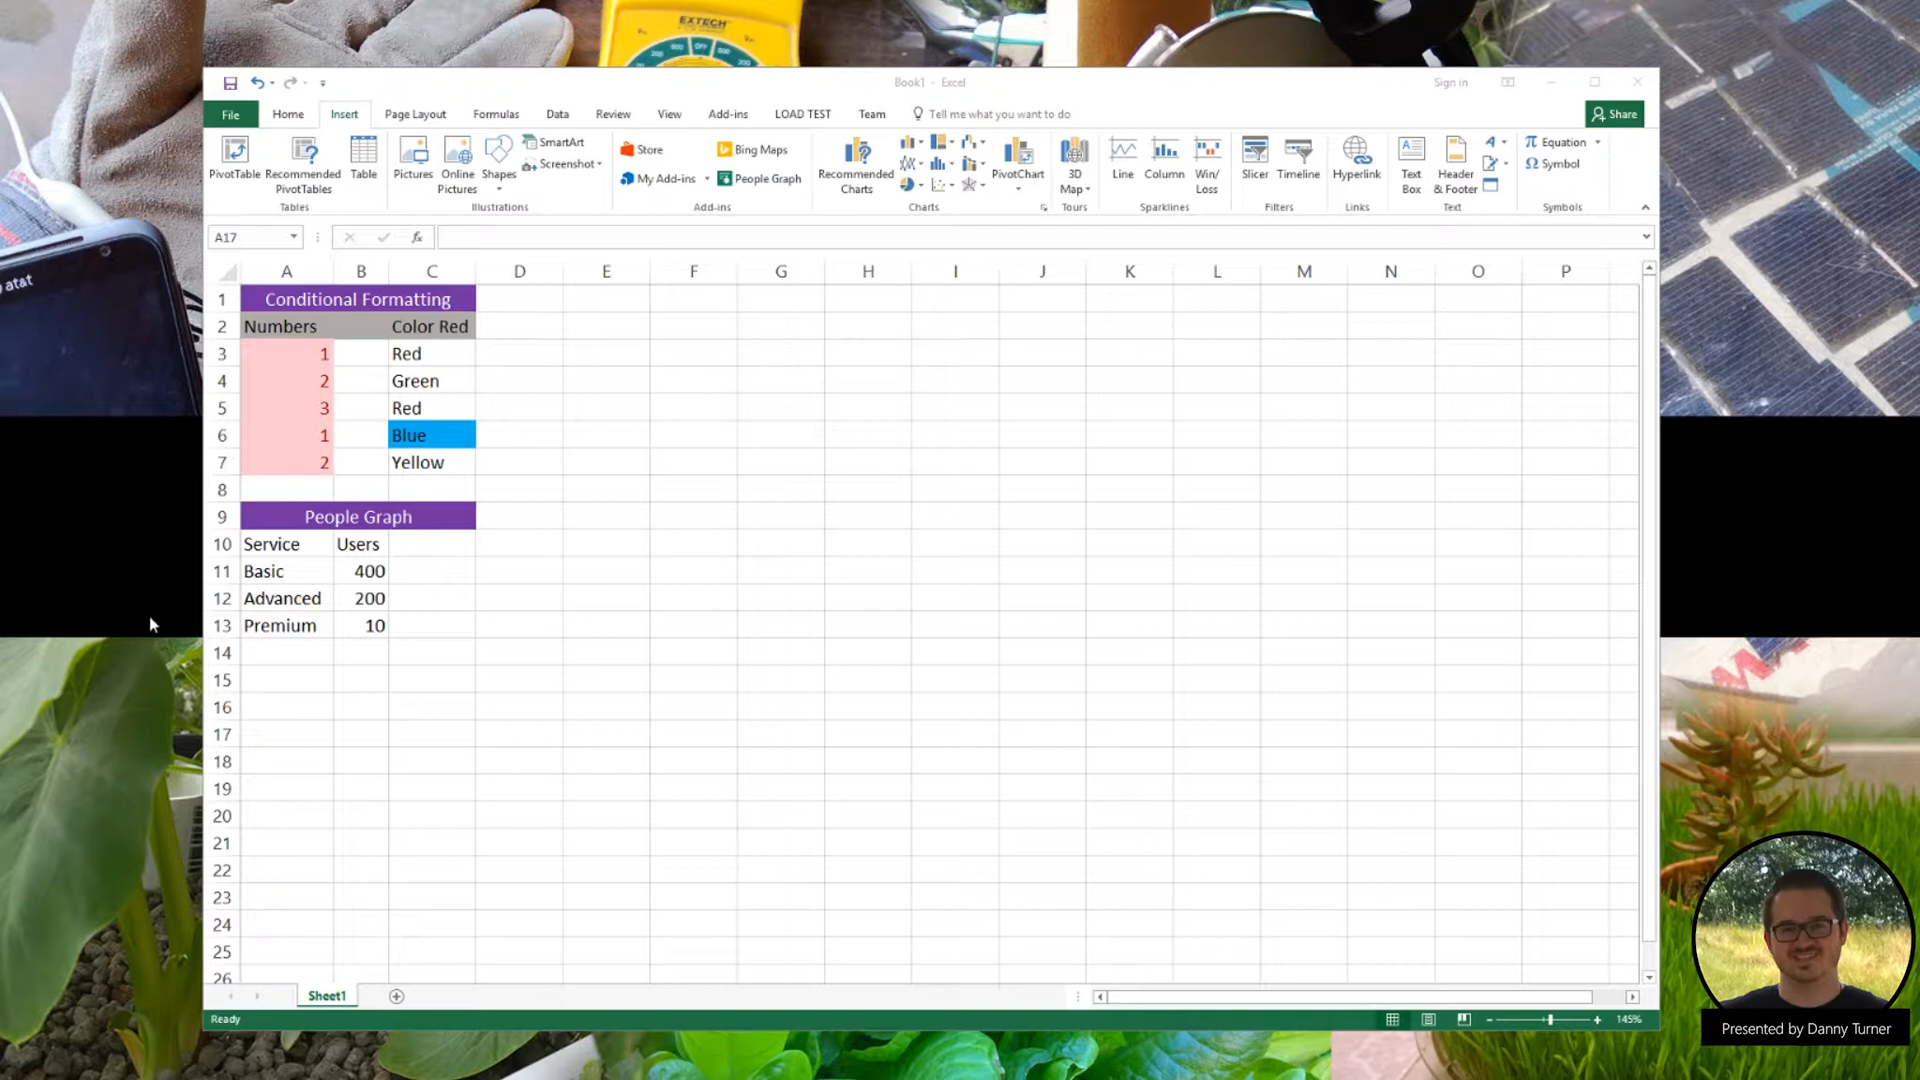 EXTECH
OFF
600
600
200
200
at&t
Book1 - Excel
Sign in
File Home Insert Page Layout Formulas Data Review View Add-ins LOAD TEST Team Tell me what you want to do Share
PivotTable
Recommended PivotTables
Table
Tables
Pictures
Online Pictures
Shapes
SmartArt
Screenshot
Illustrations
Store
My Add-ins
Bing Maps
People Graph
Add-ins
Recommended Charts
PivotChart
Charts
3D Map
Tours
Line
Column
Win/Loss
Sparklines
Slicer
Timeline
Filters
Hyperlink
Links
Text Box
Header & Footer
Text
Equation
Symbol
Symbols
A17
fx
A B C D E F G H I J K L M N O P
1 Conditional Formatting
2 Numbers Color Red
3 1 Red
4 2 Green
5 3 Red
6 1 Blue
7 2 Yellow
8
9 People Graph
10 Service Users
11 Basic 400
12 Advanced 200
13 Premium 10
14
15
16
17
18
19
20
21
22
23
24
25
26
Sheet1
Ready
145%
Presented by Danny Turner